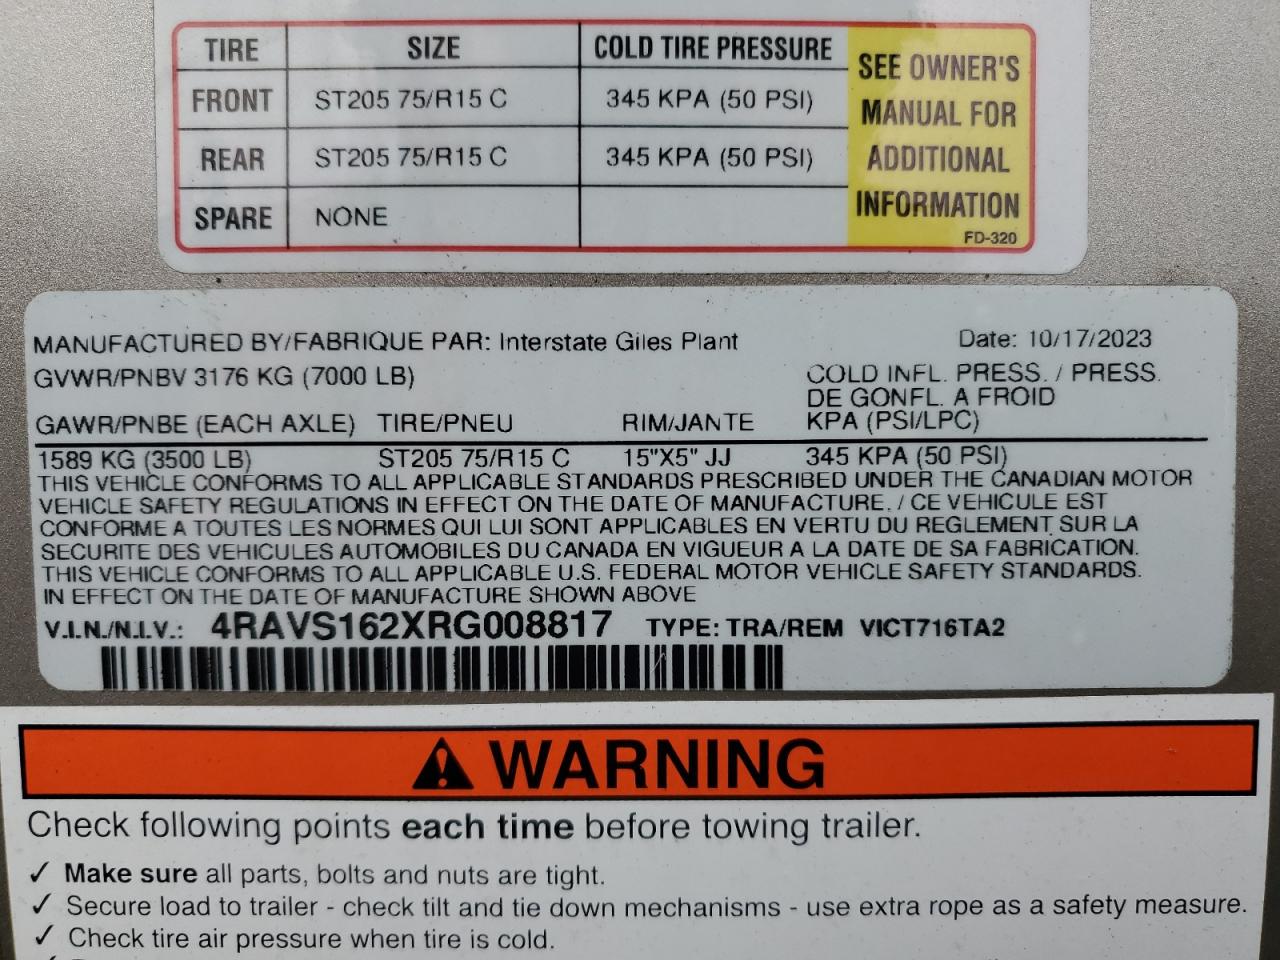 TIRE SIZE COLD TIRE PRESSURE
FRONT ST205 75/R15 C 345 KPA (50 PSI)
REAR ST205 75/R15 C 345 KPA (50 PSI)
SPARE NONE
SEE OWNER'S
MANUAL FOR
ADDITIONAL
INFORMATION
FD-320
MANUFACTURED BY/FABRIQUE PAR: Interstate Giles Plant Date: 10/17/2023
GVWR/PNBV 3176 KG (7000 LB)
COLD INFL. PRESS. / PRESS.
DE GONFL. A FROID
GAWR/PNBE (EACH AXLE) TIRE/PNEU RIM/JANTE KPA (PSI/LPC)
1589 KG (3500 LB) ST205 75/R15 C 15"X5" JJ 345 KPA (50 PSI)
THIS VEHICLE CONFORMS TO ALL APPLICABLE STANDARDS PRESCRIBED UNDER THE CANADIAN MOTOR
VEHICLE SAFETY REGULATIONS IN EFFECT ON THE DATE OF MANUFACTURE. / CE VEHICULE EST
CONFORME A TOUTES LES NORMES QUI LUI SONT APPLICABLES EN VERTU DU REGLEMENT SUR LA
SECURITE DES VEHICULES AUTOMOBILES DU CANADA EN VIGUEUR A LA DATE DE SA FABRICATION.
THIS VEHICLE CONFORMS TO ALL APPLICABLE U.S. FEDERAL MOTOR VEHICLE SAFETY STANDARDS.
IN EFFECT ON THE DATE OF MANUFACTURE SHOWN ABOVE
V.I.N./N.I.V.: 4RAVS162XRG008817 TYPE: TRA/REM VICT716TA2
WARNING
Check following points each time before towing trailer.
✓ Make sure all parts, bolts and nuts are tight.
✓ Secure load to trailer - check tilt and tie down mechanisms - use extra rope as a safety measure.
✓ Check tire air pressure when tire is cold.